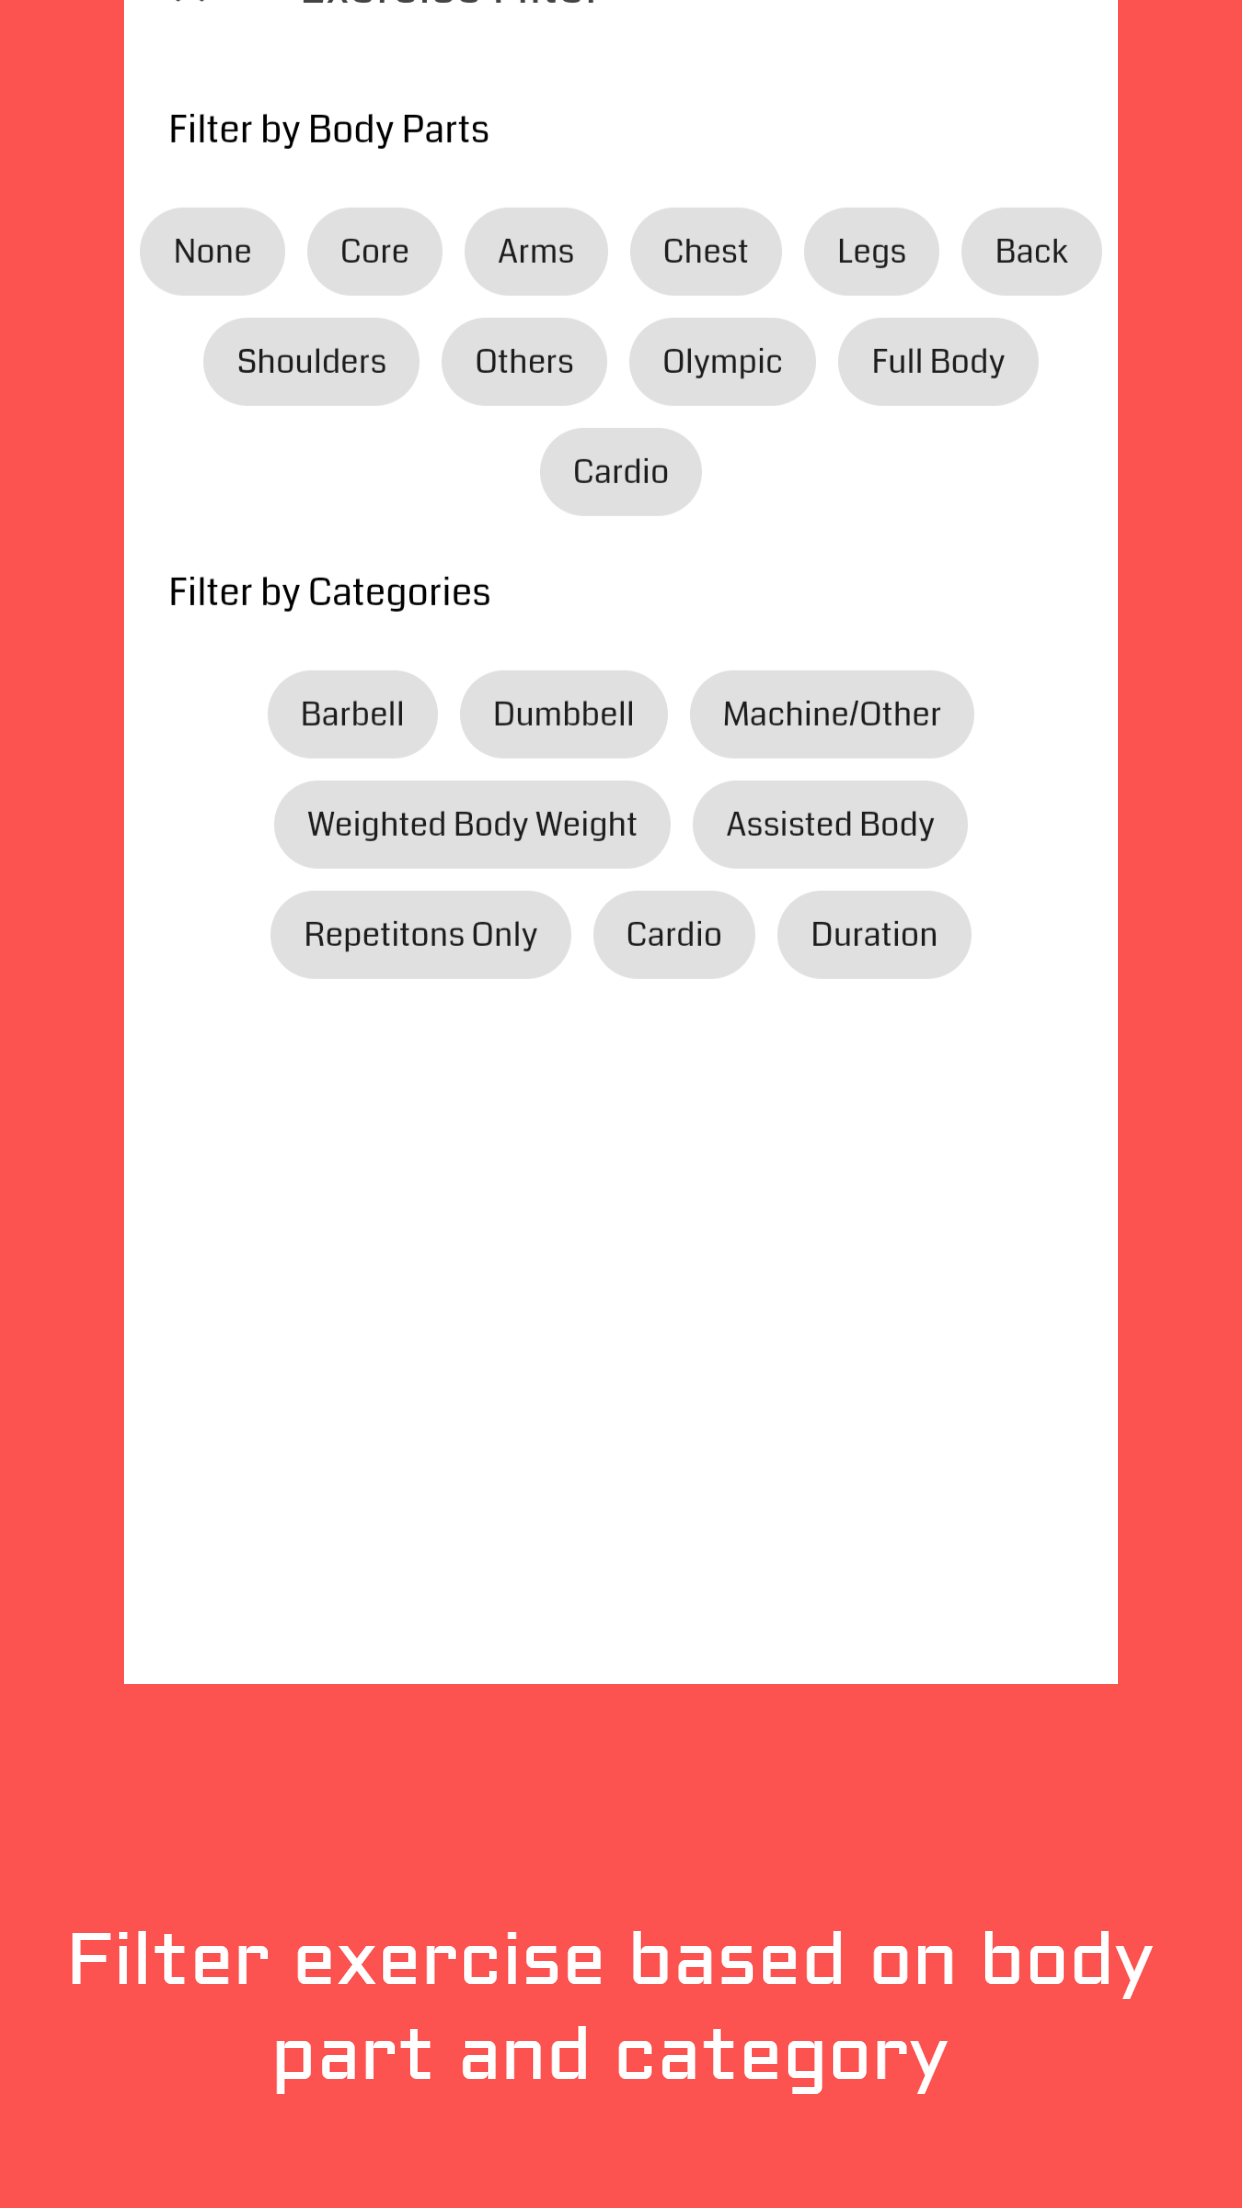 Exercise Filter
Filter by Body Parts
None Core Arms Chest Legs Back
Shoulders Others Olympic Full Body
Cardio
Filter by Categories
Barbell Dumbbell Machine/Other
Weighted Body Weight Assisted Body
Repetitons Only Cardio Duration
Filter exercise based on body
part and category